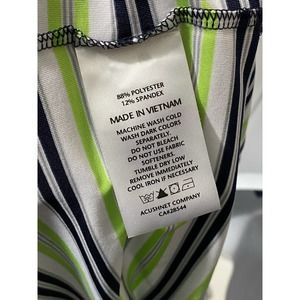 88% POLYESTER
12% SPANDEX
MADE IN VIETNAM
MACHINE WASH COLD
WASH DARK COLORS
SEPARATELY.
DO NOT BLEACH
DO NOT USE FABRIC
SOFTENERS.
TUMBLE DRY LOW
REMOVE IMMEDIATELY
COOL IRON IF NECESSARY
ACUSHNET COMPANY
CA#28544